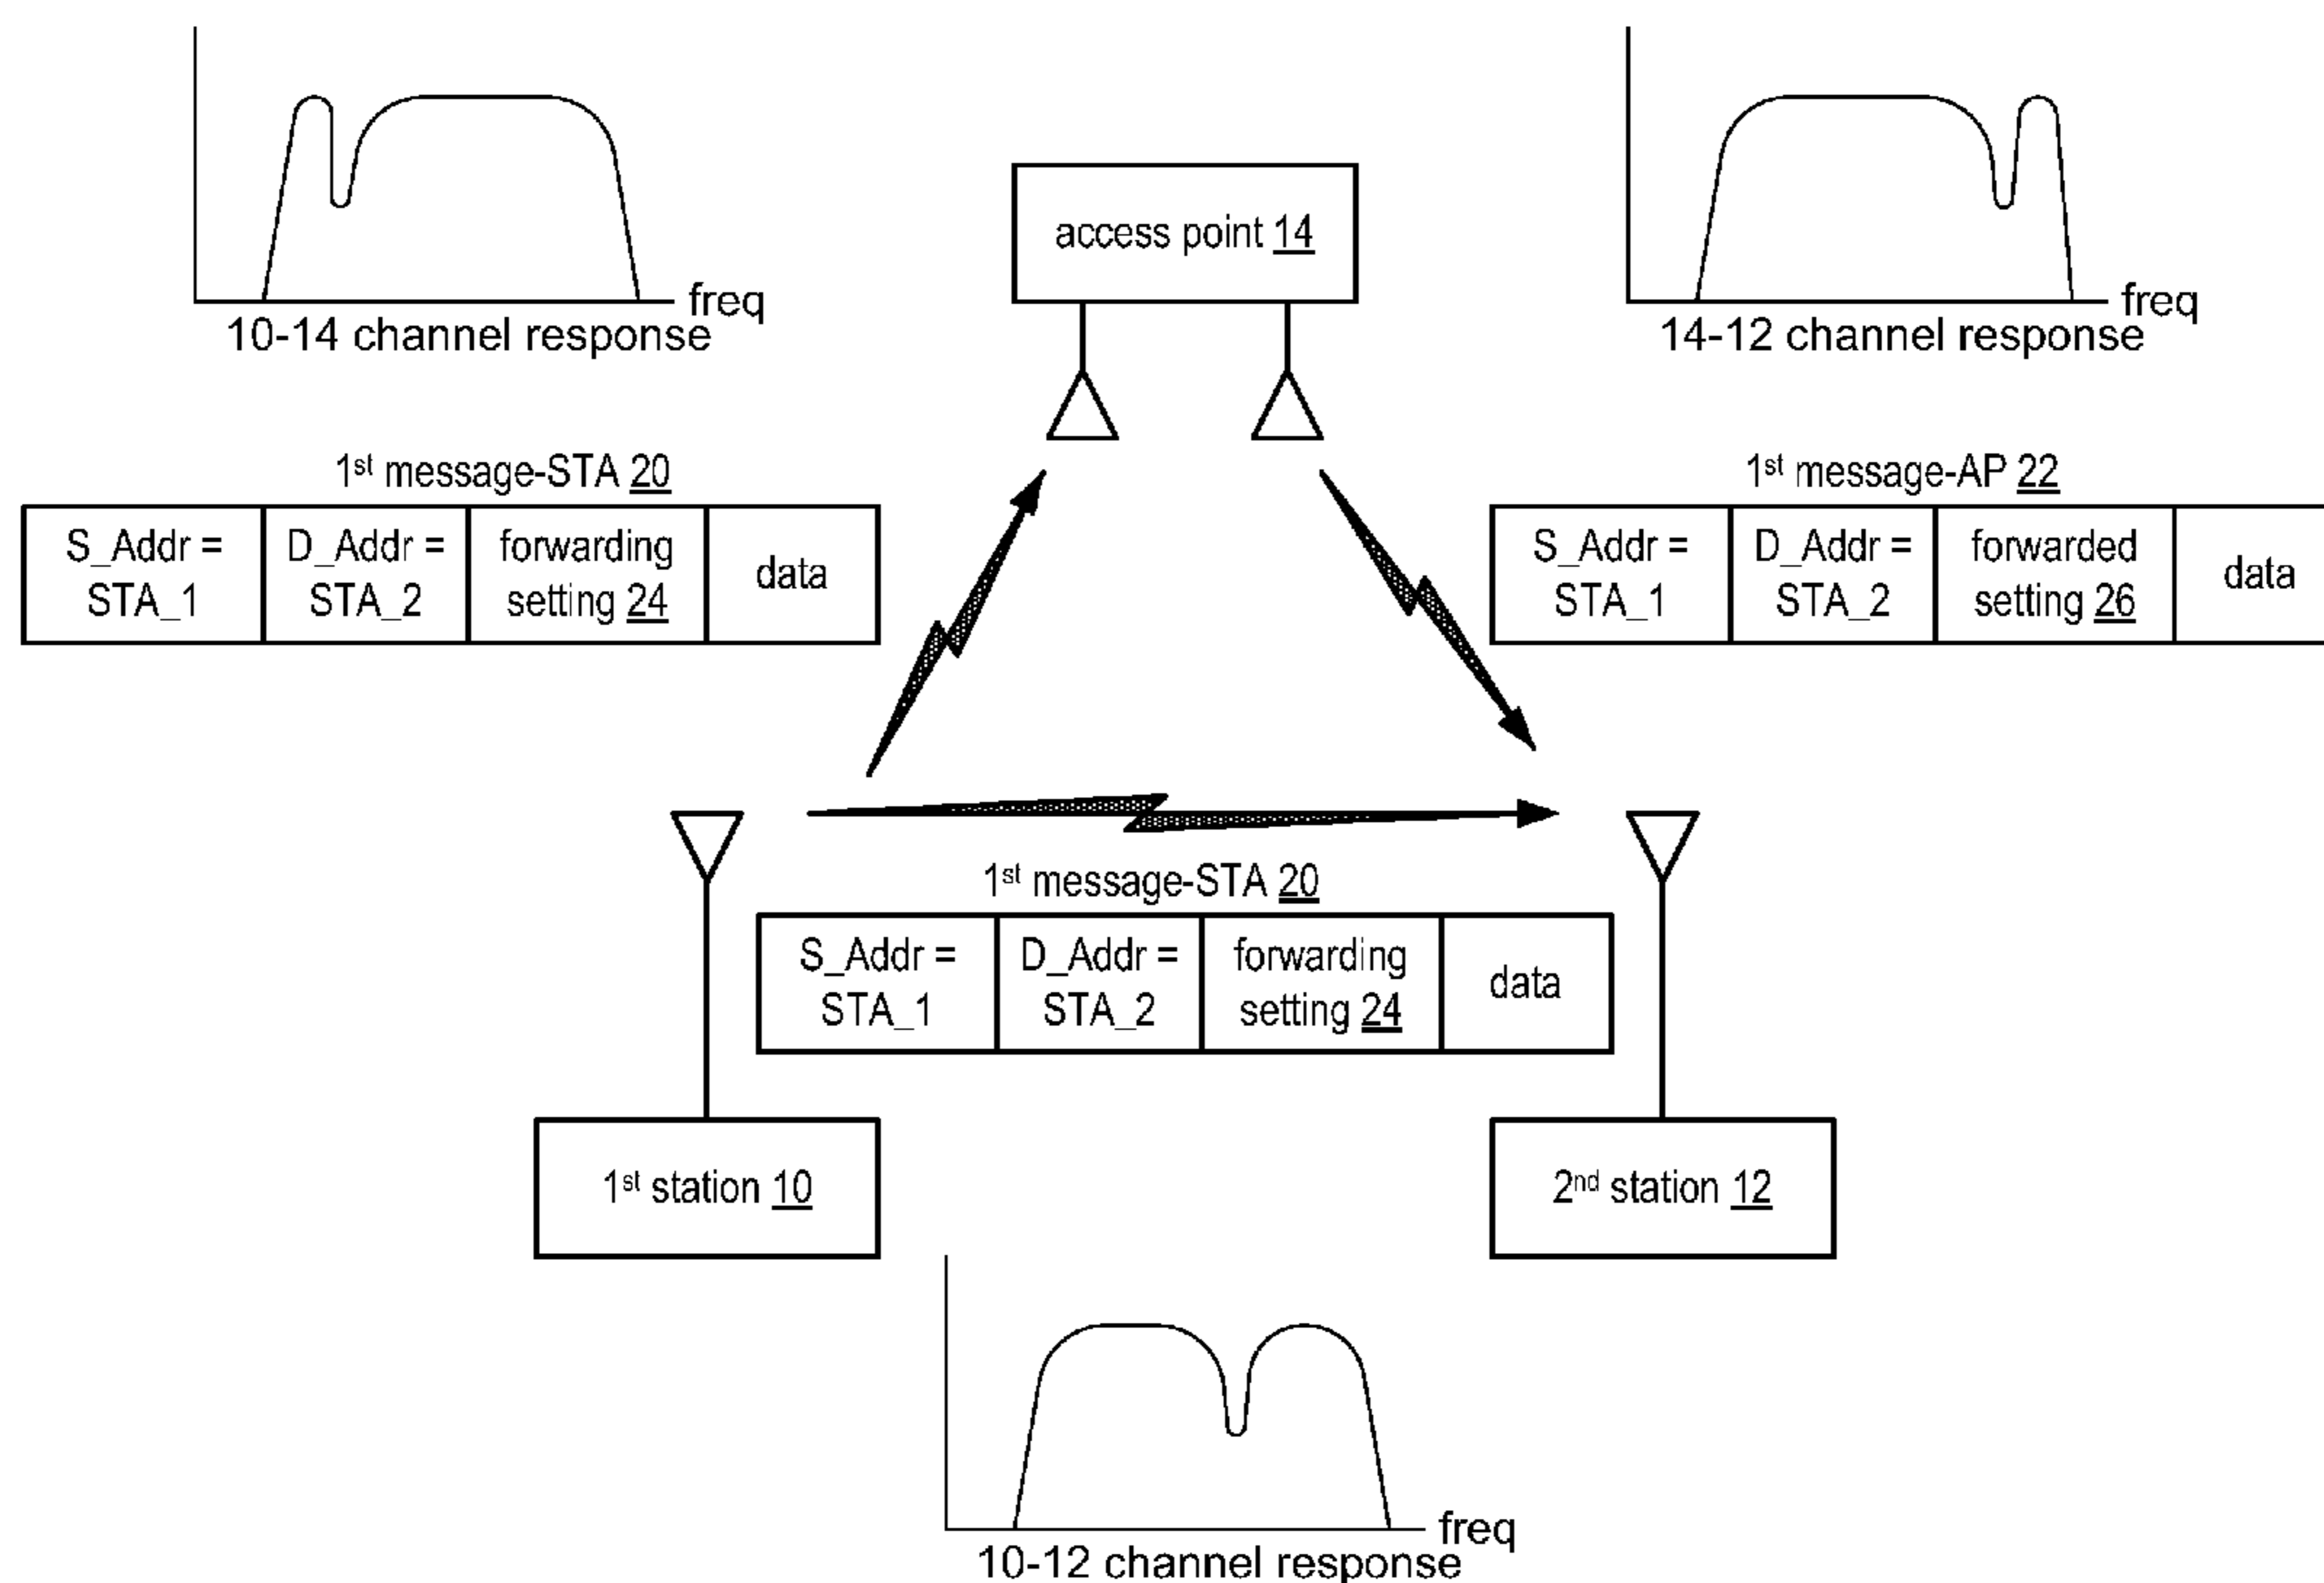 freq
10-14 channel response
access point 14
freq
14-12 channel response
1st message-STA 20
S_Addr =
STA_1
D_Addr =
STA_2
forwarding
setting 24
data
1st message-AP 22
S_Addr =
STA_1
D_Addr =
STA_2
forwarded
setting 26
data
1st message-STA 20
S_Addr =
STA_1
D_Addr =
STA_2
forwarding
setting 24
data
1st station 10
2nd station 12
freq
10-12 channel response